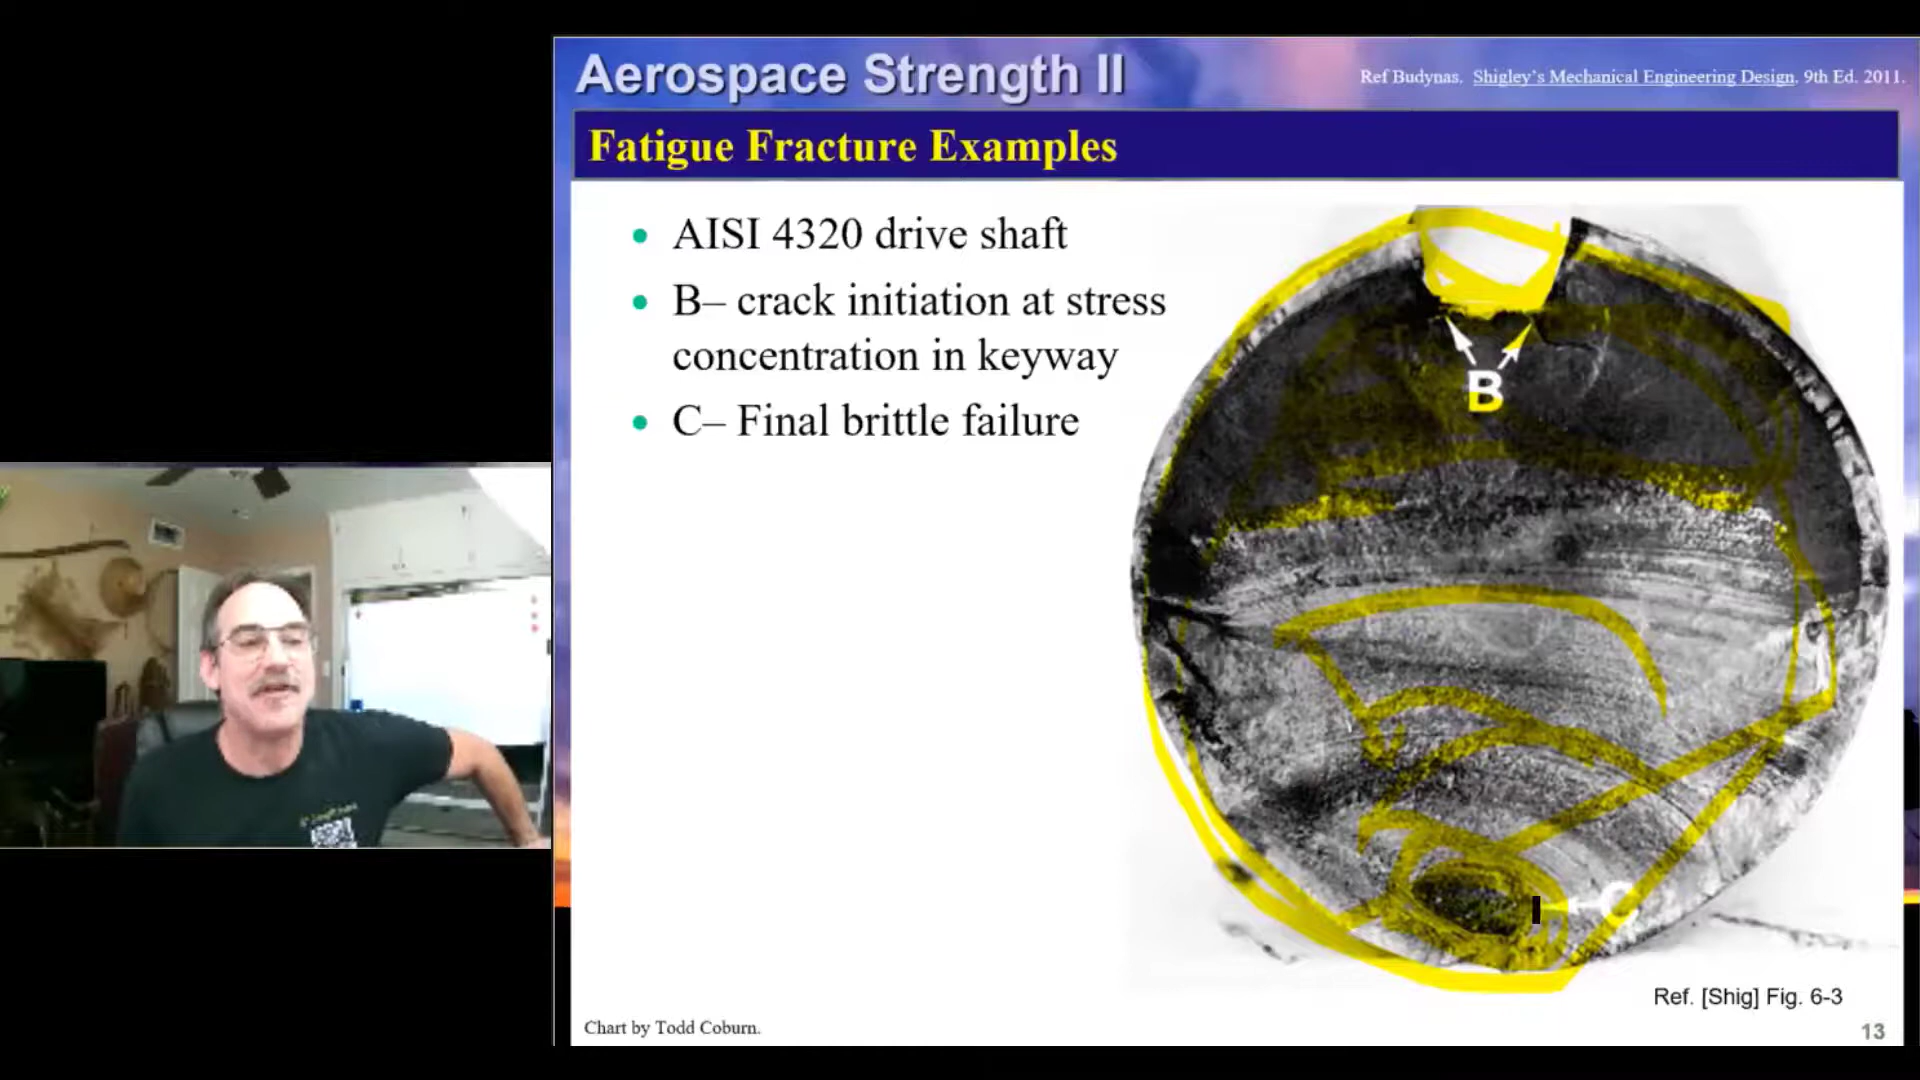 Aerospace Strength II
Ref Budynas. Shigley's Mechanical Engineering Design. 9th Ed. 2011.
Fatigue Fracture Examples
• AISI 4320 drive shaft
• B– crack initiation at stress
concentration in keyway
• C– Final brittle failure
B
C
Ref. [Shig] Fig. 6-3
Chart by Todd Coburn.
13